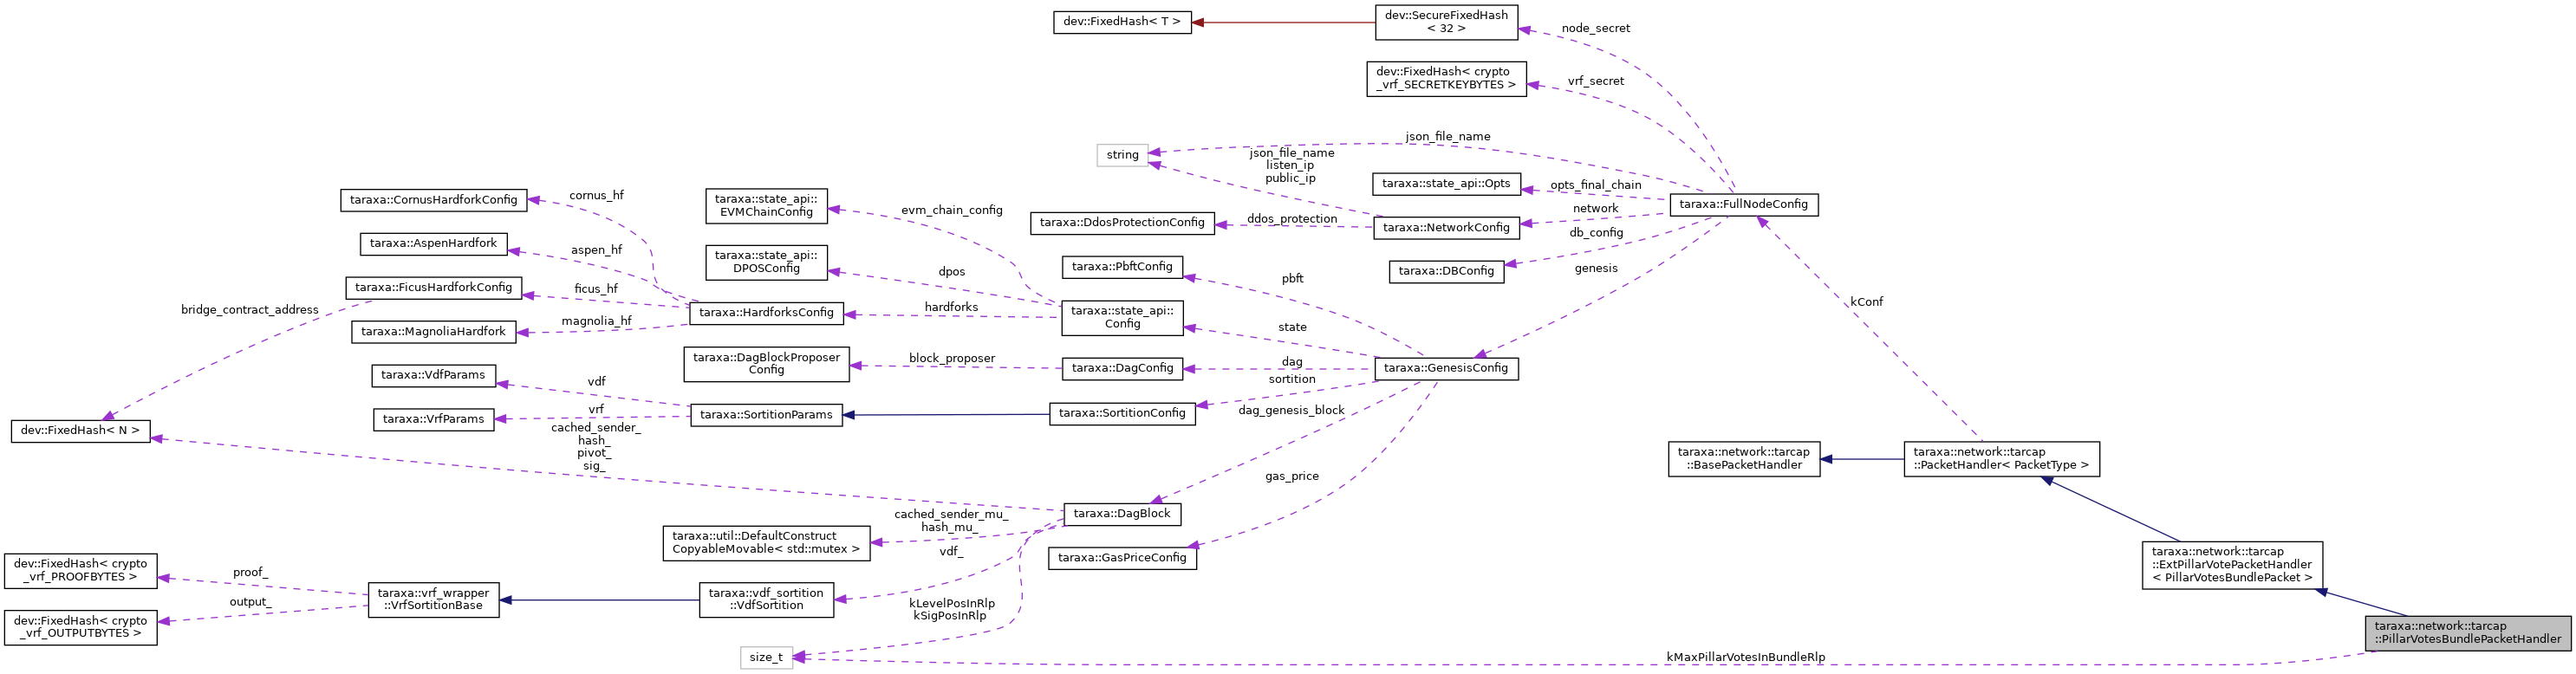 dev::FixedHash< T >
dev::SecureFixedHash
< 32 >
node_secret
dev::FixedHash< crypto
_vrf_SECRETKEYBYTES >
vrf_secret
json_file_name
string
json_file_name
listen_ip
public_ip
taraxa::state_api::Opts
opts_final_chain
taraxa::FullNodeConfig
taraxa::DdosProtectionConfig
ddos_protection
taraxa::NetworkConfig
network
db_config
taraxa::DBConfig
genesis
kConf
taraxa::CornusHardforkConfig
cornus_hf
taraxa::state_api::
EVMChainConfig
evm_chain_config
taraxa::AspenHardfork
aspen_hf
taraxa::state_api::
DPOSConfig
dpos
taraxa::PbftConfig
pbft
taraxa::FicusHardforkConfig
ficus_hf
bridge_contract_address
taraxa::HardforksConfig
hardforks
taraxa::state_api::
Config
state
taraxa::MagnoliaHardfork
magnolia_hf
taraxa::DagBlockProposer
Config
block_proposer
taraxa::DagConfig
dag
taraxa::GenesisConfig
sortition
taraxa::VdfParams
vdf
taraxa::VrfParams
vrf
taraxa::SortitionParams
taraxa::SortitionConfig
dag_genesis_block
dev::FixedHash< N >
cached_sender_
hash_
pivot_
sig_
gas_price
taraxa::network::tarcap
::BasePacketHandler
taraxa::network::tarcap
::PacketHandler< PacketType >
taraxa::DagBlock
cached_sender_mu_
hash_mu_
taraxa::util::DefaultConstruct
CopyableMovable< std::mutex >
vdf_
taraxa::GasPriceConfig
taraxa::network::tarcap
::ExtPillarVotePacketHandler
< PillarVotesBundlePacket >
dev::FixedHash< crypto
_vrf_PROOFBYTES >
proof_
taraxa::vrf_wrapper
::VrfSortitionBase
taraxa::vdf_sortition
::VdfSortition
kLevelPosInRlp
kSigPosInRlp
dev::FixedHash< crypto
_vrf_OUTPUTBYTES >
output_
taraxa::network::tarcap
::PillarVotesBundlePacketHandler
size_t
kMaxPillarVotesInBundleRlp